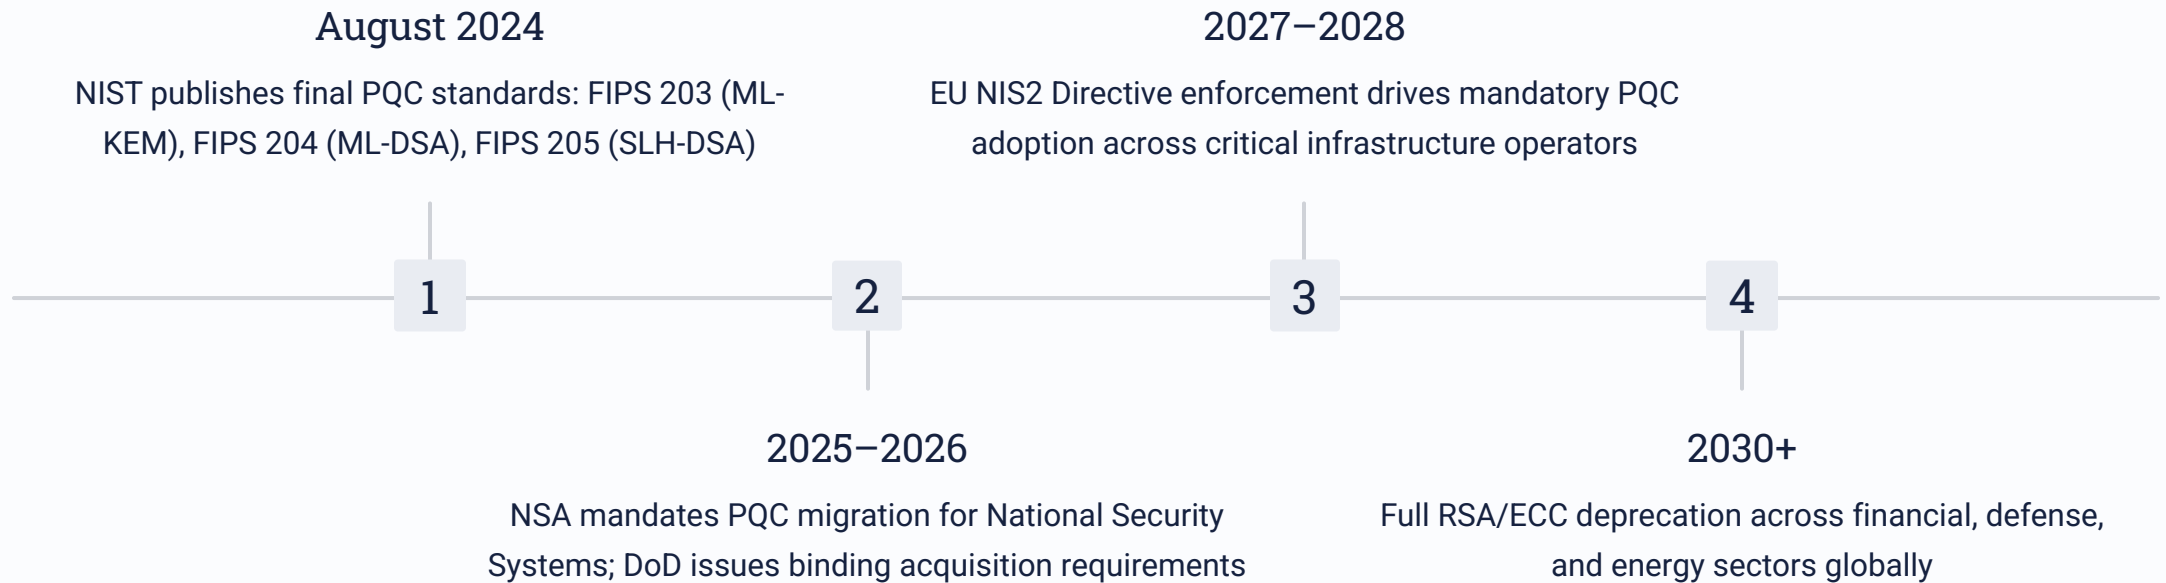 August 2024
NIST publishes final PQC standards: FIPS 203 (ML-
KEM), FIPS 204 (ML-DSA), FIPS 205 (SLH-DSA)
2027–2028
EU NIS2 Directive enforcement drives mandatory PQC
adoption across critical infrastructure operators
1
2
3
4
2025–2026
NSA mandates PQC migration for National Security
Systems; DoD issues binding acquisition requirements
2030+
Full RSA/ECC deprecation across financial, defense,
and energy sectors globally